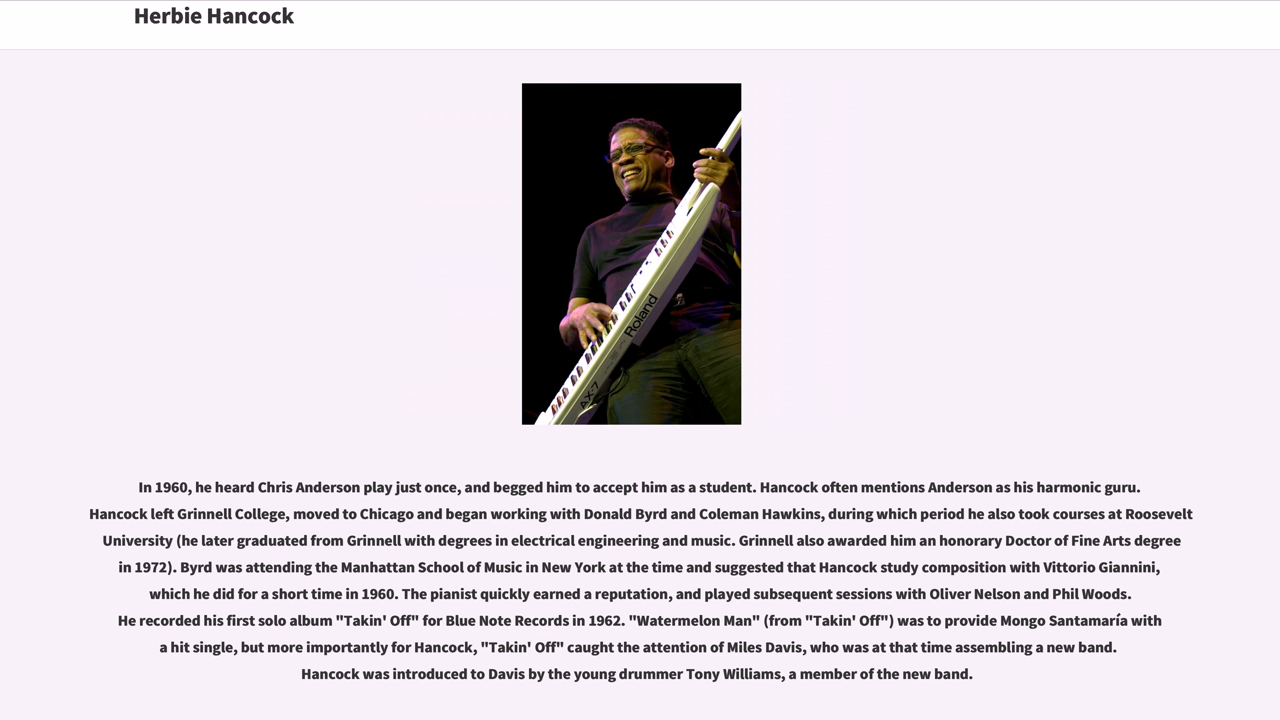 Herbie Hancock
Roland
AX-7
In 1960, he heard Chris Anderson play just once, and begged him to accept him as a student. Hancock often mentions Anderson as his harmonic guru.
Hancock left Grinnell College, moved to Chicago and began working with Donald Byrd and Coleman Hawkins, during which period he also took courses at Roosevelt
University (he later graduated from Grinnell with degrees in electrical engineering and music. Grinnell also awarded him an honorary Doctor of Fine Arts degree
in 1972). Byrd was attending the Manhattan School of Music in New York at the time and suggested that Hancock study composition with Vittorio Giannini,
which he did for a short time in 1960. The pianist quickly earned a reputation, and played subsequent sessions with Oliver Nelson and Phil Woods.
He recorded his first solo album "Takin' Off" for Blue Note Records in 1962. "Watermelon Man" (from "Takin' Off") was to provide Mongo Santamaría with
a hit single, but more importantly for Hancock, "Takin' Off" caught the attention of Miles Davis, who was at that time assembling a new band.
Hancock was introduced to Davis by the young drummer Tony Williams, a member of the new band.